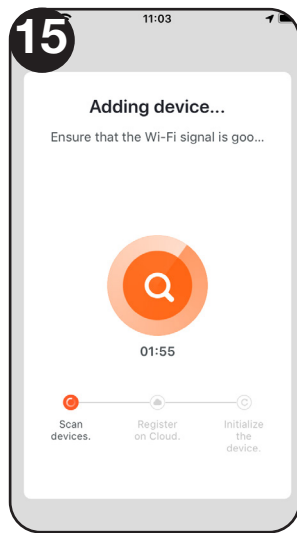 15
11:03
Adding device...
Ensure that the Wi-Fi signal is goo...
01:55
Scan
devices.
Register
on Cloud.
Initialize
the
device.